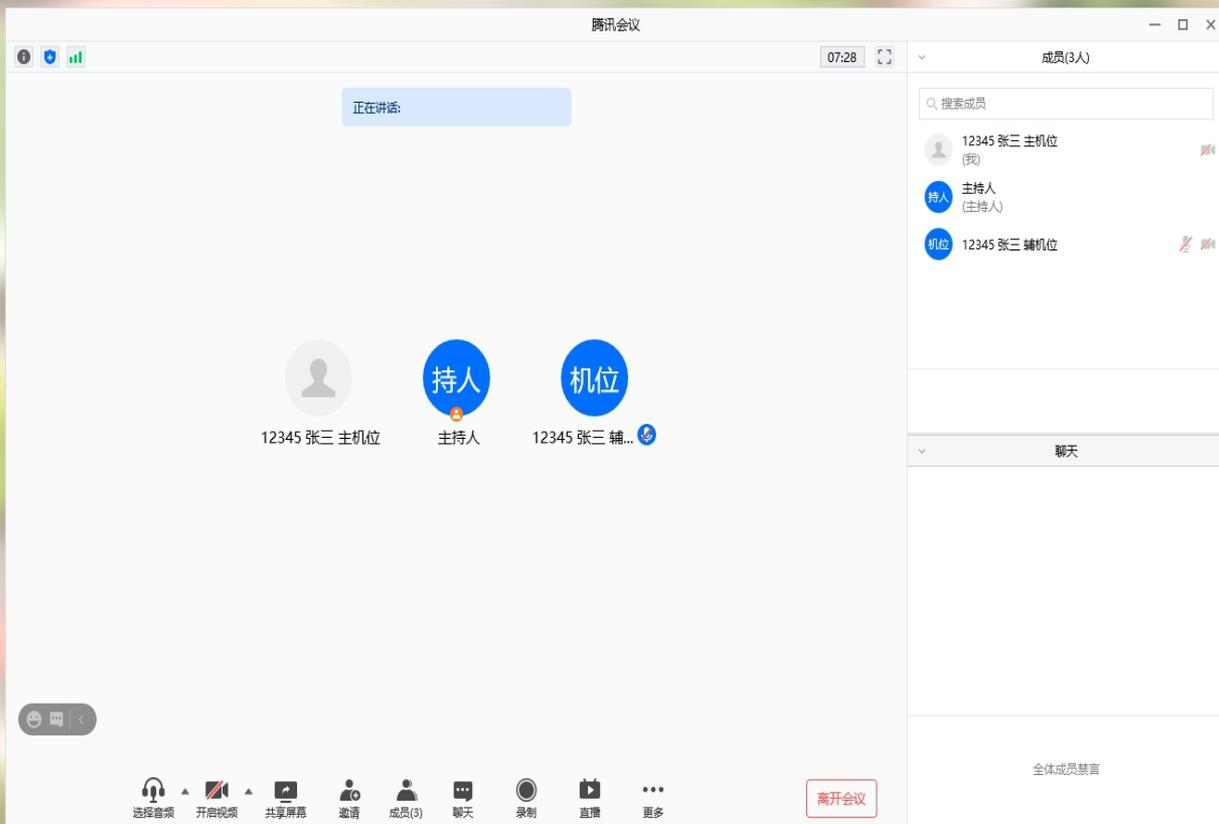 腾讯会议
07:28
成员(3人)
正在讲话:
搜索成员
12345 张三 主机位
(我)
持人
主持人
(主持人)
机位
12345 张三 辅机位
持人
机位
12345 张三 主机位
主持人
12345 张三 辅...
聊天
全体成员禁言
选择音频
开启视频
共享屏幕
邀请
成员(3)
聊天
录制
直播
更多
离开会议